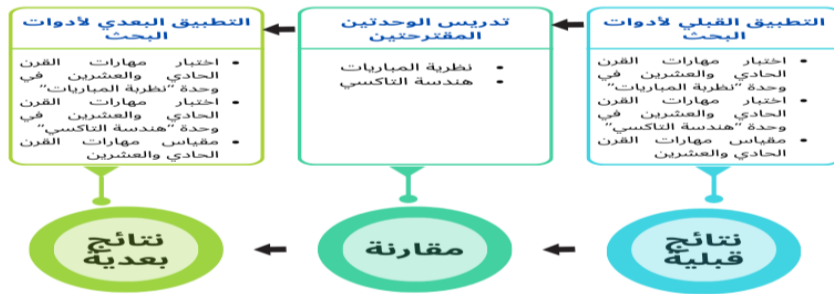 التطبيق القبلي لأدوات
البحث
• اختبار مهارات القرن
الحادي والعشرين في
وحدة "نظرية المباريات"
• اختبار مهارات القرن
الحادي والعشرين في
وحدة "هندسة التاكسي"
• مقياس مهارات القرن
الحادي والعشرين
تدريس الوحدتين
المقترحتين
• نظرية المباريات
• هندسة التاكسي
التطبيق البعدي لأدوات
البحث
• اختبار مهارات القرن
الحادي والعشرين في
وحدة "نظرية المباريات"
• اختبار مهارات القرن
الحادي والعشرين في
وحدة "هندسة التاكسي"
• مقياس مهارات القرن
الحادي والعشرين
نتائج
قبلية
مقارنة
نتائج
بعدية